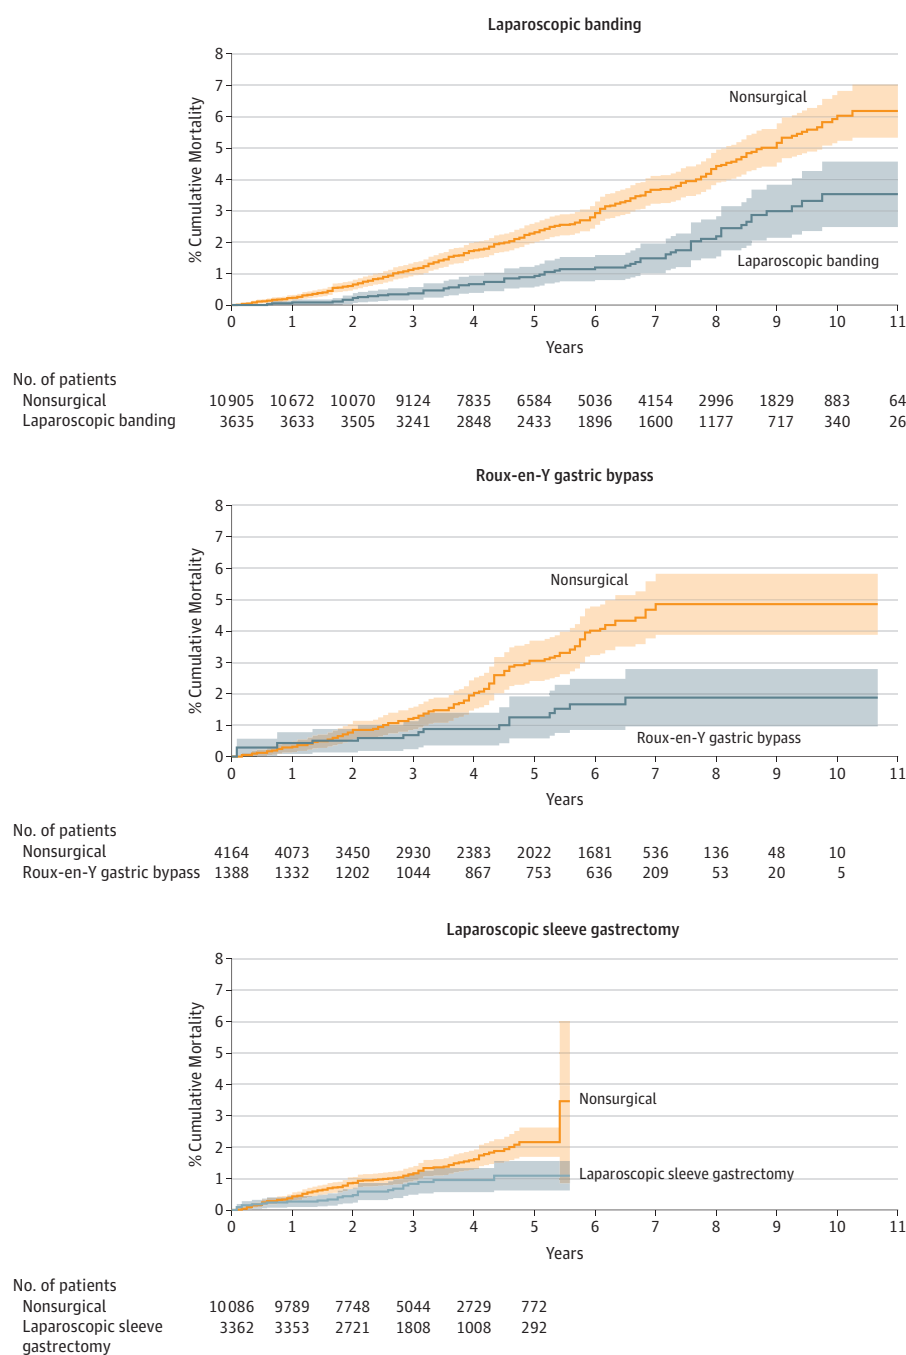 Laparoscopic banding
8
7
6
5
4
3
2
1
0
% Cumulative Mortality
Nonsurgical
Laparoscopic banding
0 1 2 3 4 5 6 7 8 9 10 11
Years
No. of patients
Nonsurgical 10905 10672 10070 9124 7835 6584 5036 4154 2996 1829 883 64
Laparoscopic banding 3635 3633 3505 3241 2848 2433 1896 1600 1177 717 340 26
Roux-en-Y gastric bypass
8
7
6
5
4
3
2
1
0
% Cumulative Mortality
Nonsurgical
Roux-en-Y gastric bypass
0 1 2 3 4 5 6 7 8 9 10 11
Years
No. of patients
Nonsurgical 4164 4073 3450 2930 2383 2022 1681 536 136 48 10
Roux-en-Y gastric bypass 1388 1332 1202 1044 867 753 636 209 53 20 5
Laparoscopic sleeve gastrectomy
8
7
6
5
4
3
2
1
0
% Cumulative Mortality
Nonsurgical
Laparoscopic sleeve gastrectomy
0 1 2 3 4 5 6 7 8 9 10 11
Years
No. of patients
Nonsurgical 10086 9789 7748 5044 2729 772
Laparoscopic sleeve 3362 3353 2721 1808 1008 292
gastrectomy